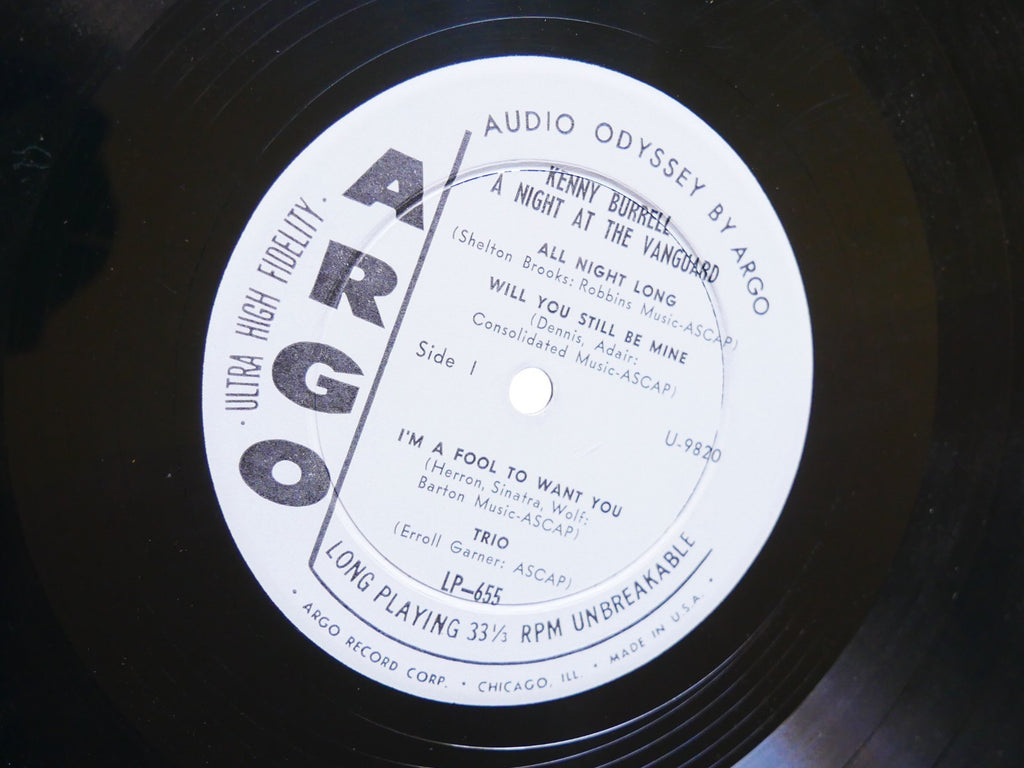 AUDIO ODYSSEY BY ARGO
ARGO
· ULTRA HIGH FIDELITY ·
KENNY BURRELL
A NIGHT AT THE VANGUARD
ALL NIGHT LONG
(Shelton Brooks: Robbins Music-ASCAP)
WILL YOU STILL BE MINE
(Dennis, Adair:
Consolidated Music-ASCAP)
Side 1
U-9820
I'M A FOOL TO WANT YOU
(Herron, Sinatra, Wolf:
Barton Music-ASCAP)
TRIO
(Erroll Garner: ASCAP)
LP-655
LONG PLAYING 33⅓ RPM UNBREAKABLE
· ARGO RECORD CORP. · CHICAGO, ILL. · MADE IN U.S.A. ·